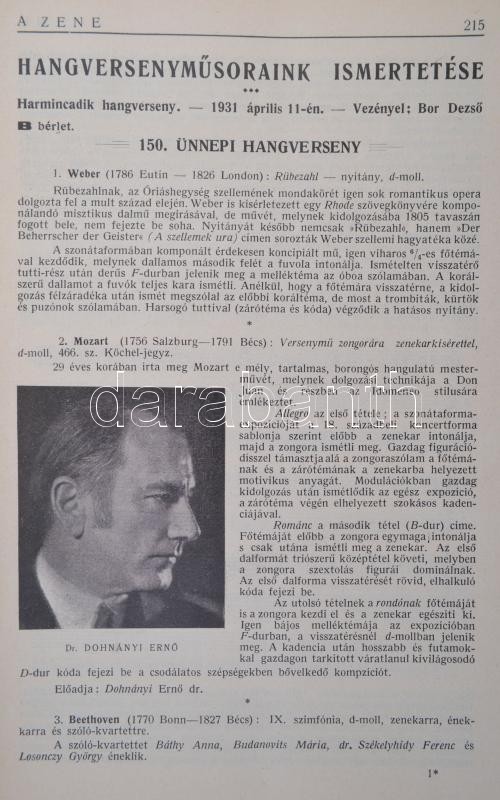 A ZENE 215
HANGVERSENYMŰSORAINK ISMERTETÉSE
Harmincadik hangverseny. — 1931 április 11-én. — Vezényel: Bor Dezső
B bérlet.
150. ÜNNEPI HANGVERSENY
1. Weber (1786 Eutin — 1826 London): Rübezahl — nyitány, d-moll.
Rübezahlnak, az Óriáshegység szellemének mondakörét igen sok romantikus opera
dolgozta fel a mult század elején. Weber is kísérletezett egy Rhode szövegkönyvére kompo-
nálandó misztikus dalmű megírásával, de művét, melynek kidolgozásába 1805 tavaszán
fogott bele, nem fejezte be soha. Nyitányát később nemcsak »Rübezahl«, hanem »Der
Beherrscher der Geister« (A szellemek ura) címen sorozták Weber szellemi hagyatéka közé.
A szonátaformában komponált érdekesen koncipiált mű, igen viharos 6/4-es főtémá-
val kezdődik, melynek dallamos második felét a fuvola intonálja. Ismételten visszatérő
tutti-rész után derűs F-durban jelenik meg a melléktéma az óboa szólamában. A korál-
szerű dallamot a fuvók teljes kara ismétli. Anélkül, hogy a főtémára visszatérne, a kidol-
gozás félzáradéka után ismét megszólal az előbbi koráltéma, de most a trombiták, kürtök
és puzónok szólamában. Harsogó tuttival (zárótéma és kóda) végződik a hatásos nyitány.
*
2. Mozart (1756 Salzburg—1791 Bécs): Versenymű zongorára zenekarkísérettel,
d-moll, 466. sz. Köchel-jegyz.
29 éves korában írta meg Mozart e mély, tartalmas, borongós hangulatú mester-
művét, melynek dolgozási technikája a Don
Juan és részben az Idomeneo stílusára
emlékeztet.
Allegro az első tétele; a szonátaforma-
expozícióját a 18. századbeli koncertforma
sablonja szerint előbb a zenekar intonálja,
majd a zongora ismétli meg. Gazdag figuráció-
dísszel támasztja alá a zongoraszólam a főtémá-
nak és a zárótémának a zenekarba helyezett
motivikus anyagát. Modulációkban gazdag
kidolgozás után ismétlődik az egész expozíció,
a zárótéma végén elhelyezett szokásos kaden-
ciájával.
Románc a második tétel (B-dur) címe.
Főtémáját előbb a zongora egymaga intonálja
s csak utána ismétli meg a zenekar. Az első
dalformát triószerű középtétel követi, melyben
a zongora szextolás figurái dominálnak.
Az első dalforma visszatérését rövid, elhalkuló
kóda fejezi be.
Az utolsó tételnek a rondónak főtémáját
is a zongora kezdi el és a zenekar egészíti ki.
Igen bájos melléktémája az expozícióban
F-durban, a visszatérésnél d-mollban jelenik
meg. A kadencia után hosszabb és futamok-
kal gazdagon tarkított váratlanul kivilágosodó
Dr. DOHNÁNYI ERNŐ
D-dur kóda fejezi be a csodálatos szépségekben bővelkedő kompzíciót.
Előadja: Dohnányi Ernő dr.
*
3. Beethoven (1770 Bonn—1827 Bécs): IX. szimfónia, d-moll, zenekarra, ének-
karra és szóló-kvartettre.
A szóló-kvartettet Báthy Anna, Budanovits Mária, dr. Székelyhidy Ferenc és
Losonczy György éneklik.
1*
darabanth